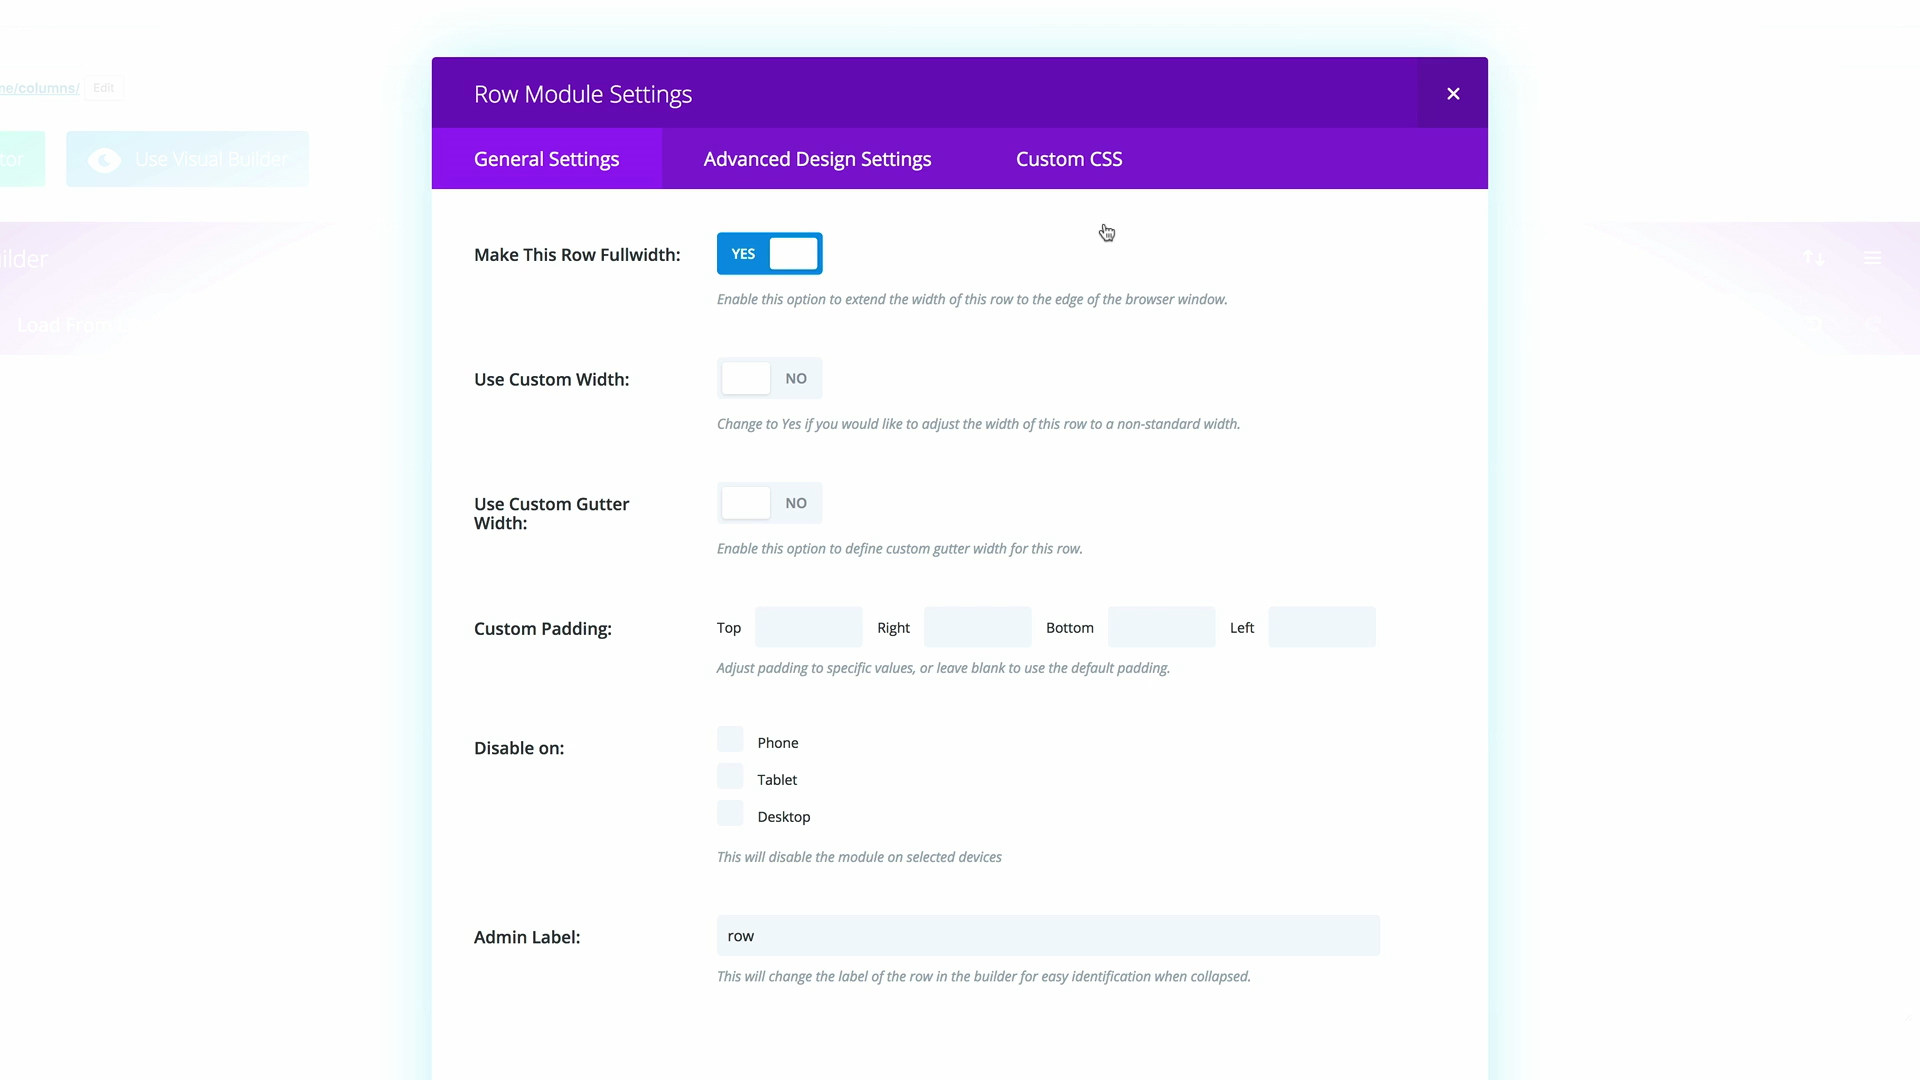 Row Module Settings
columns/ Edit
Use Visual Builder
General Settings Advanced Design Settings Custom CSS
Make This Row Fullwidth: YES
Enable this option to extend the width of this row to the edge of the browser window.
Load From
Use Custom Width: NO
Change to Yes if you would like to adjust the width of this row to a non-standard width.
Use Custom Gutter
Width:
NO
Enable this option to define custom gutter width for this row.
Custom Padding: Top Right Bottom Left
Adjust padding to specific values, or leave blank to use the default padding.
Disable on: Phone
Tablet
Desktop
This will disable the module on selected devices
Admin Label: row
This will change the label of the row in the builder for easy identification when collapsed.